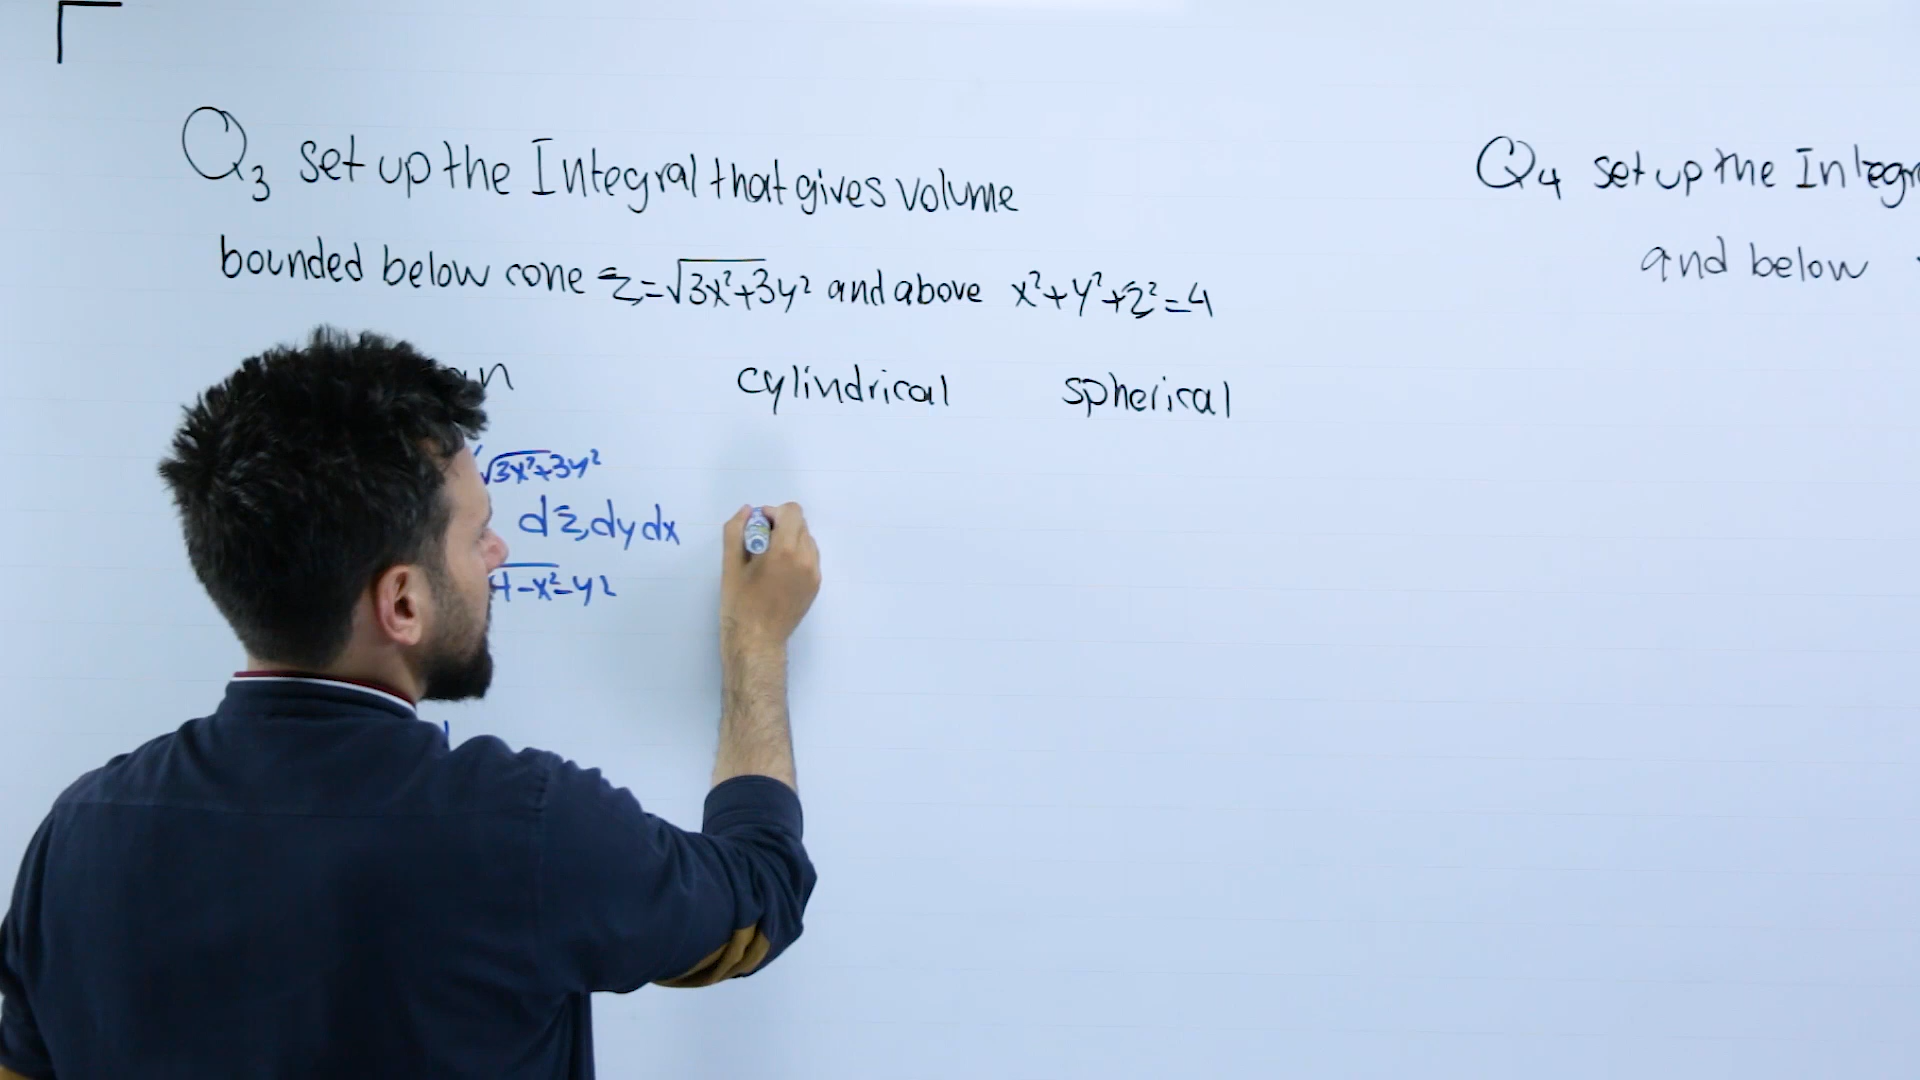 Q3 set up the Integral that gives volume
bounded below cone z=√3x²+3y² and above x²+y²+z²=4
cylindrical spherical
√3x²+3y²
dz dy dx
4-x²-y²
Q4 set up the
and below